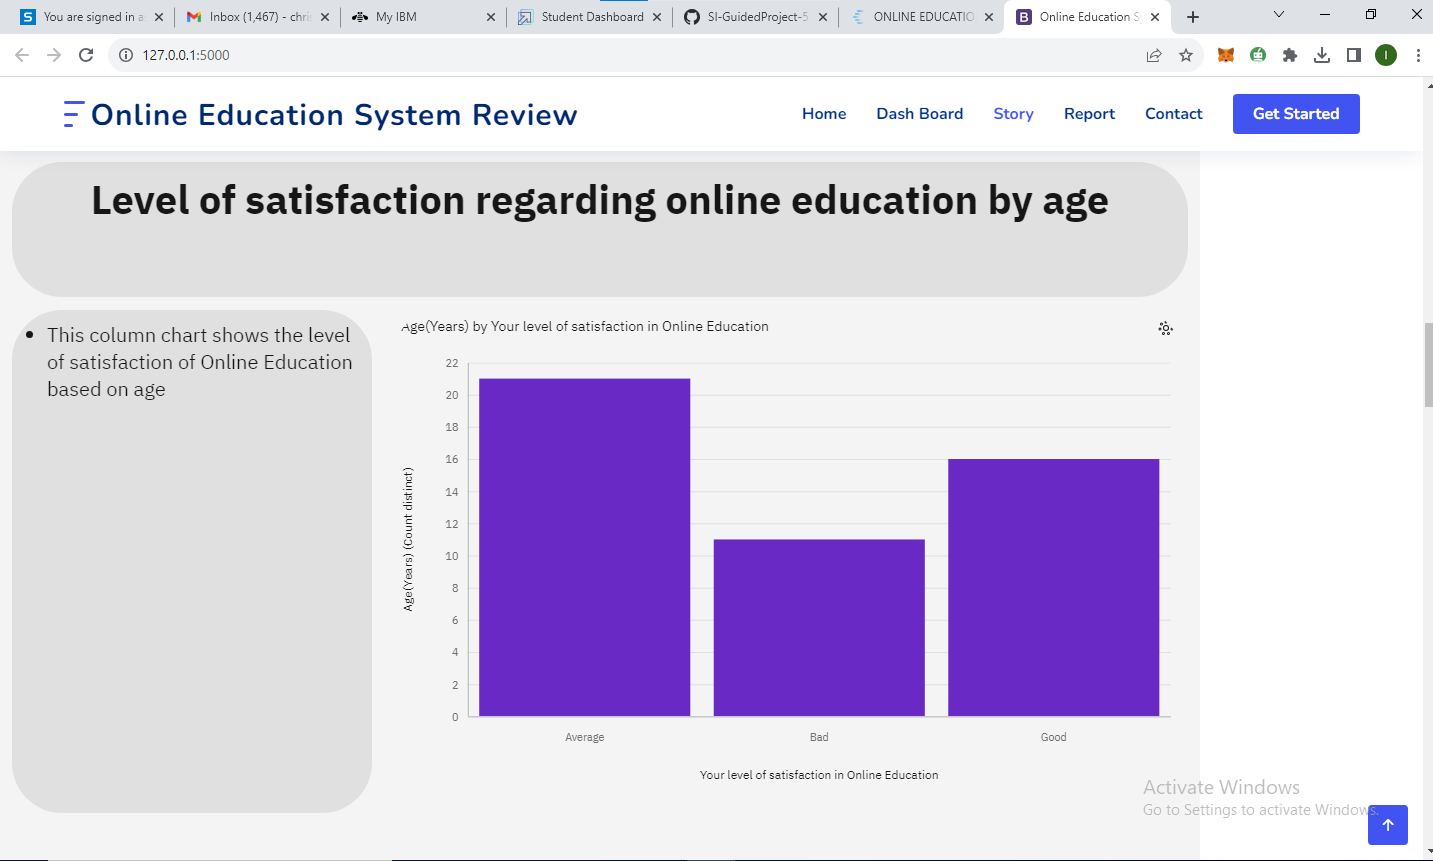 You are signed in a
Inbox (1,467) - chri
My IBM
Student Dashboard
SI-GuidedProject-5
ONLINE EDUCATIO
Online Education S
127.0.0.1:5000
I
Online Education System Review
Home
Dash Board
Story
Report
Contact
Get Started
Level of satisfaction regarding online education by age
• This column chart shows the level
of satisfaction of Online Education
based on age
Age(Years) by Your level of satisfaction in Online Education
22
20
18
16
14
12
10
8
6
4
2
0
Age(Years) (Count distinct)
Average
Bad
Good
Your level of satisfaction in Online Education
Activate Windows
Go to Settings to activate Windows.